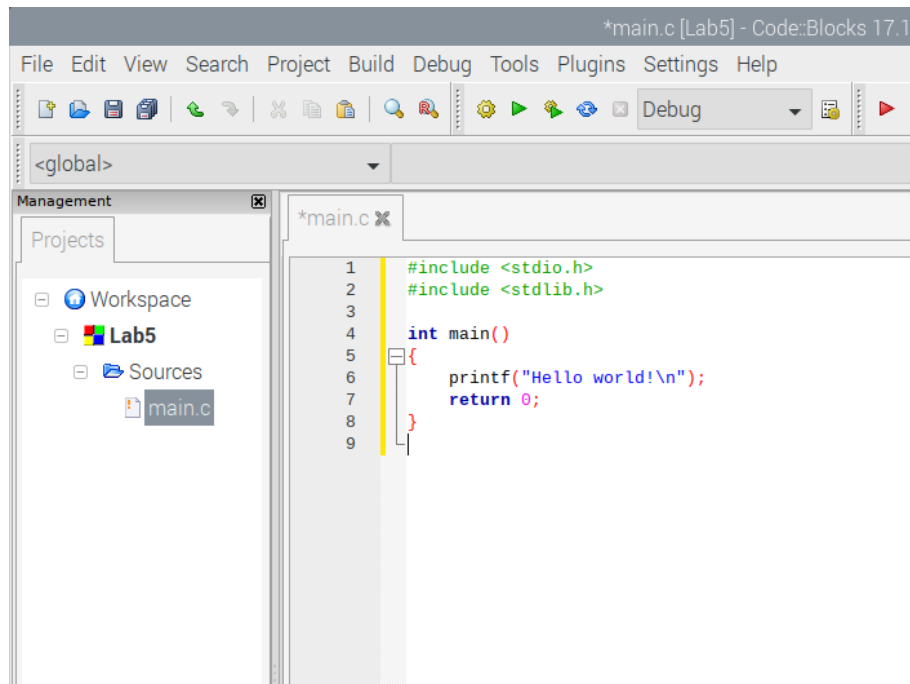 *main.c [Lab5] - Code::Blocks 17.1
File Edit View Search Project Build Debug Tools Plugins Settings Help
Debug
<global>
Management
*main.c
Projects
1 #include <stdio.h>
2 #include <stdlib.h>
3
4 int main()
5 {
6 printf("Hello world!\n");
7 return 0;
8 }
9
Workspace
Lab5
Sources
main.c